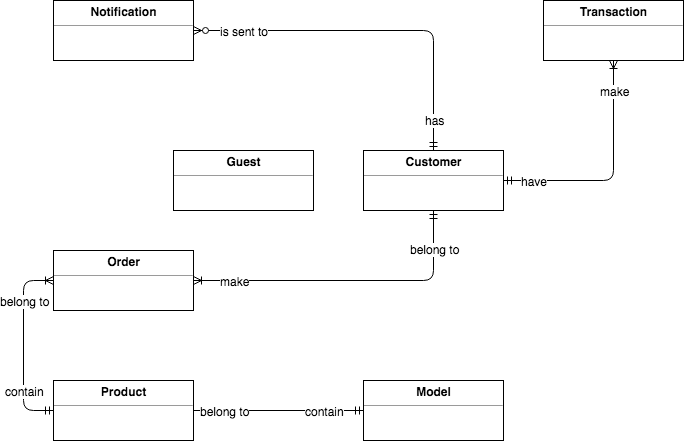 Notification
Transaction
is sent to
make
has
Guest
Customer
have
belong to
Order
make
belong to
contain
Product
Model
belong to
contain